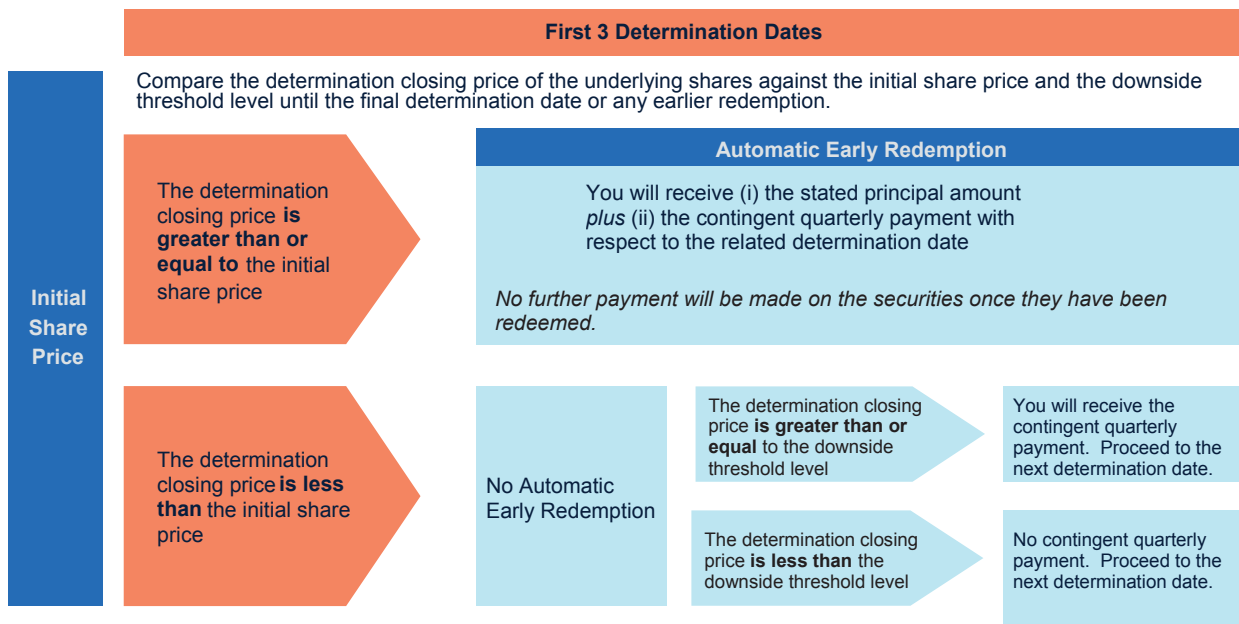 First 3 Determination Dates
Compare the determination closing price of the underlying shares against the initial share price and the downside
threshold level until the final determination date or any earlier redemption.
Initial
Share
Price
The determination
closing price is
greater than or
equal to the initial
share price
Automatic Early Redemption
You will receive (i) the stated principal amount
plus (ii) the contingent quarterly payment with
respect to the related determination date
No further payment will be made on the securities once they have been
redeemed.
The determination
closing price is less
than the initial share
price
No Automatic
Early Redemption
The determination closing
price is greater than or
equal to the downside
threshold level
You will receive the
contingent quarterly
payment. Proceed to the
next determination date.
The determination closing
price is less than the
downside threshold level
No contingent quarterly
payment. Proceed to the
next determination date.